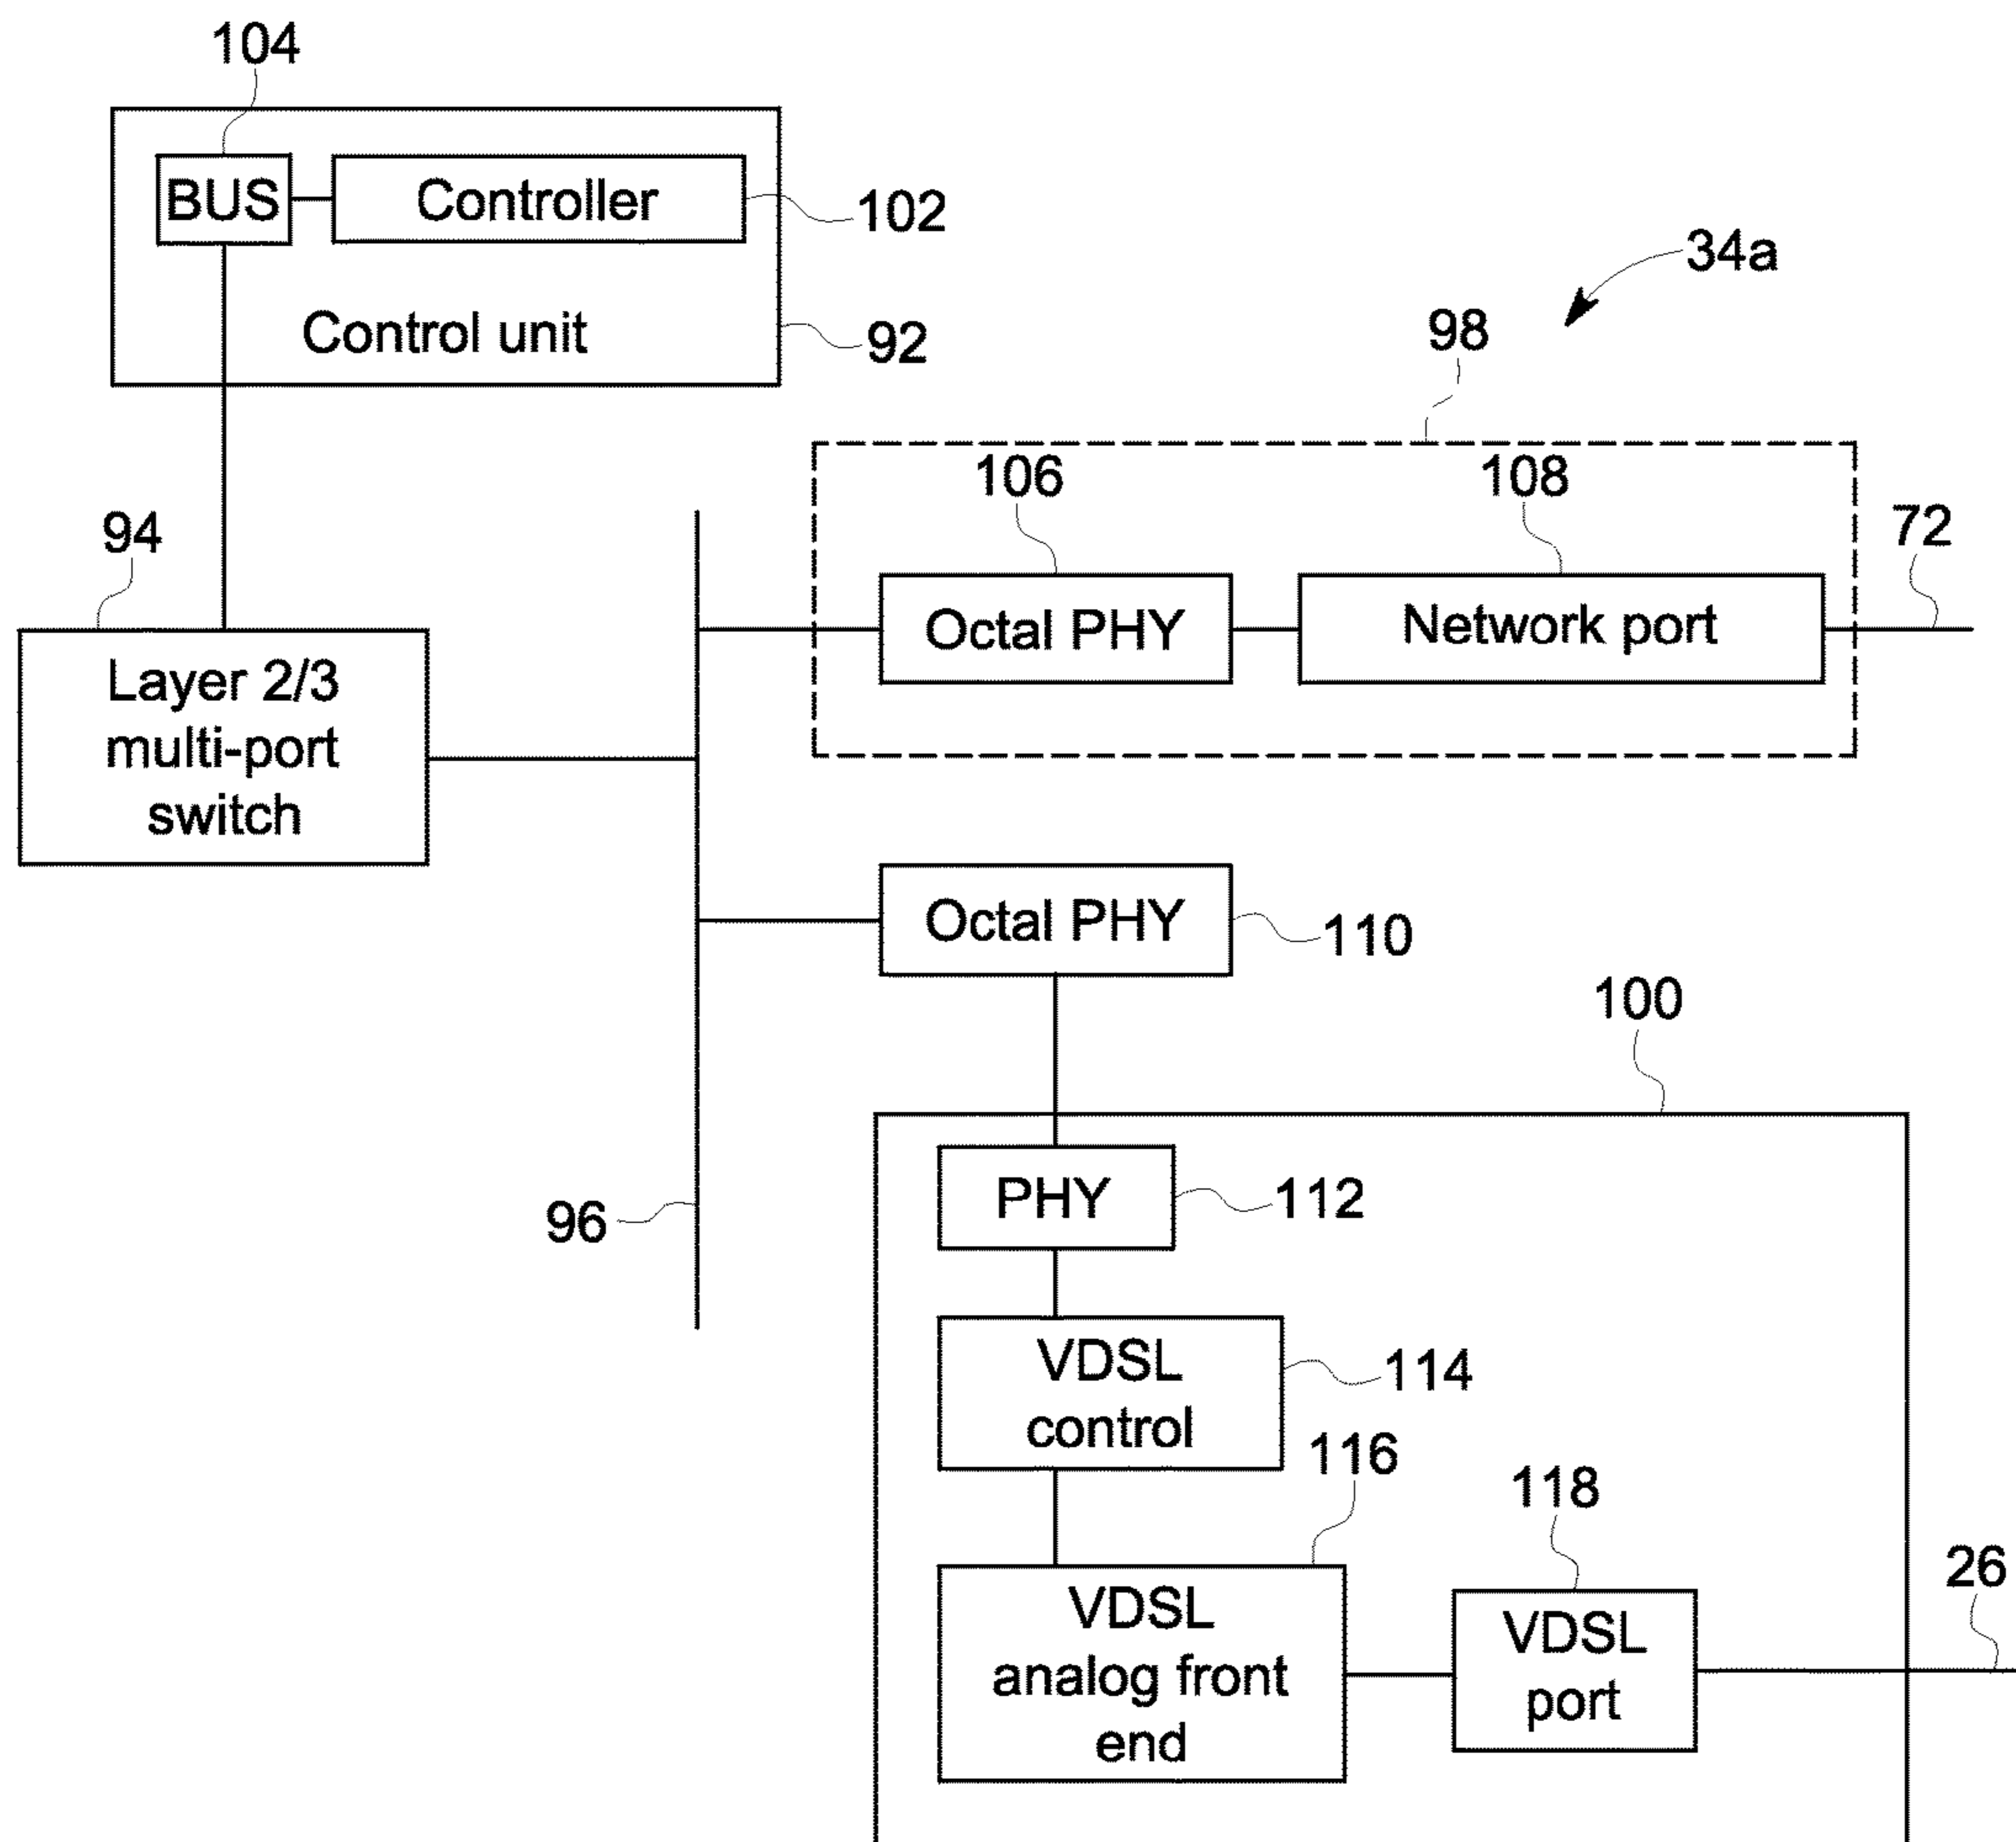 104
BUS
Controller
102
Control unit
92
34a
98
106
108
72
94
Octal PHY
Network port
Layer 2/3
multi-port
switch
Octal PHY
110
100
PHY
112
96
VDSL
control
114
116
118
VDSL
analog front
end
VDSL
port
26